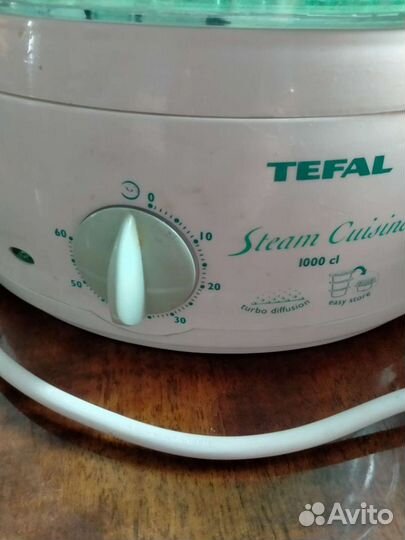 TEFAL
Steam Cuisine
1000 cl
turbo diffusion
easy store
0
10
20
30
50
60
Avito